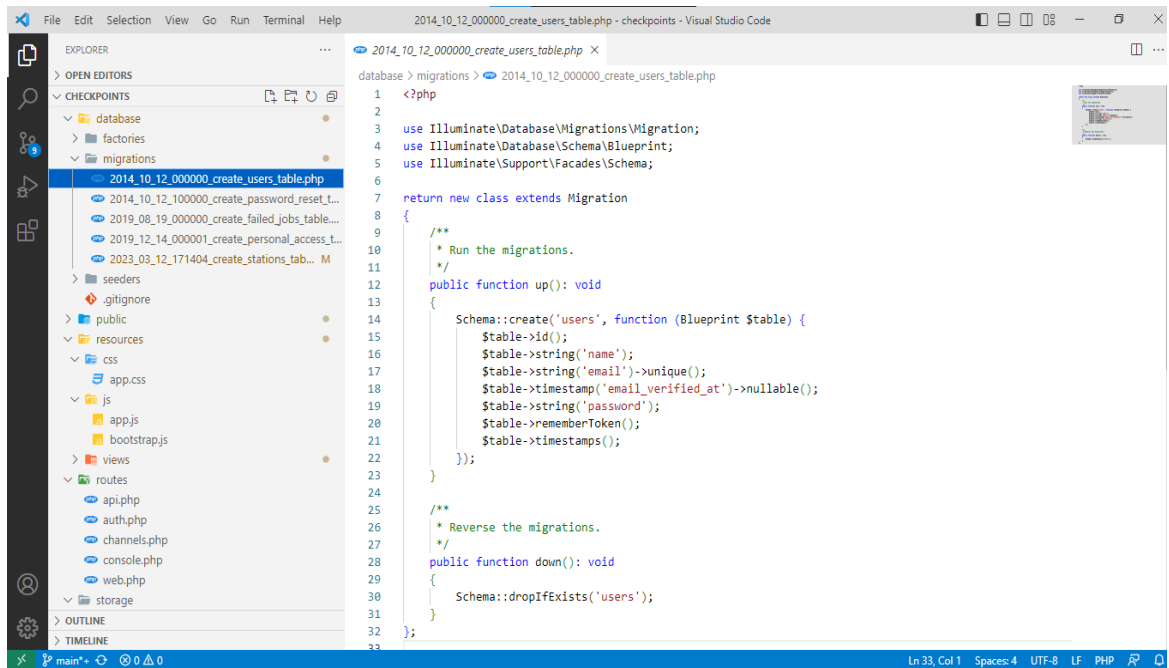 File Edit Selection View Go Run Terminal Help
2014_10_12_000000_create_users_table.php - checkpoints - Visual Studio Code
EXPLORER
OPEN EDITORS
CHECKPOINTS
database
factories
migrations
2014_10_12_000000_create_users_table.php
2014_10_12_100000_create_password_reset_t...
2019_08_19_000000_create_failed_jobs_table....
2019_12_14_000001_create_personal_access_t...
2023_03_12_171404_create_stations_tab... M
seeders
.gitignore
public
resources
css
app.css
js
app.js
bootstrap.js
views
routes
api.php
auth.php
channels.php
console.php
web.php
storage
OUTLINE
TIMELINE
9
2014_10_12_000000_create_users_table.php
database > migrations > 2014_10_12_000000_create_users_table.php
1 <?php
2
3 use Illuminate\Database\Migrations\Migration;
4 use Illuminate\Database\Schema\Blueprint;
5 use Illuminate\Support\Facades\Schema;
6
7 return new class extends Migration
8 {
9     /**
10      * Run the migrations.
11      */
12     public function up(): void
13     {
14         Schema::create('users', function (Blueprint $table) {
15             $table->id();
16             $table->string('name');
17             $table->string('email')->unique();
18             $table->timestamp('email_verified_at')->nullable();
19             $table->string('password');
20             $table->rememberToken();
21             $table->timestamps();
22         });
23     }
24
25     /**
26      * Reverse the migrations.
27      */
28     public function down(): void
29     {
30         Schema::dropIfExists('users');
31     }
32 };
33
main*+ 0 0 Ln 33, Col 1 Spaces: 4 UTF-8 LF PHP